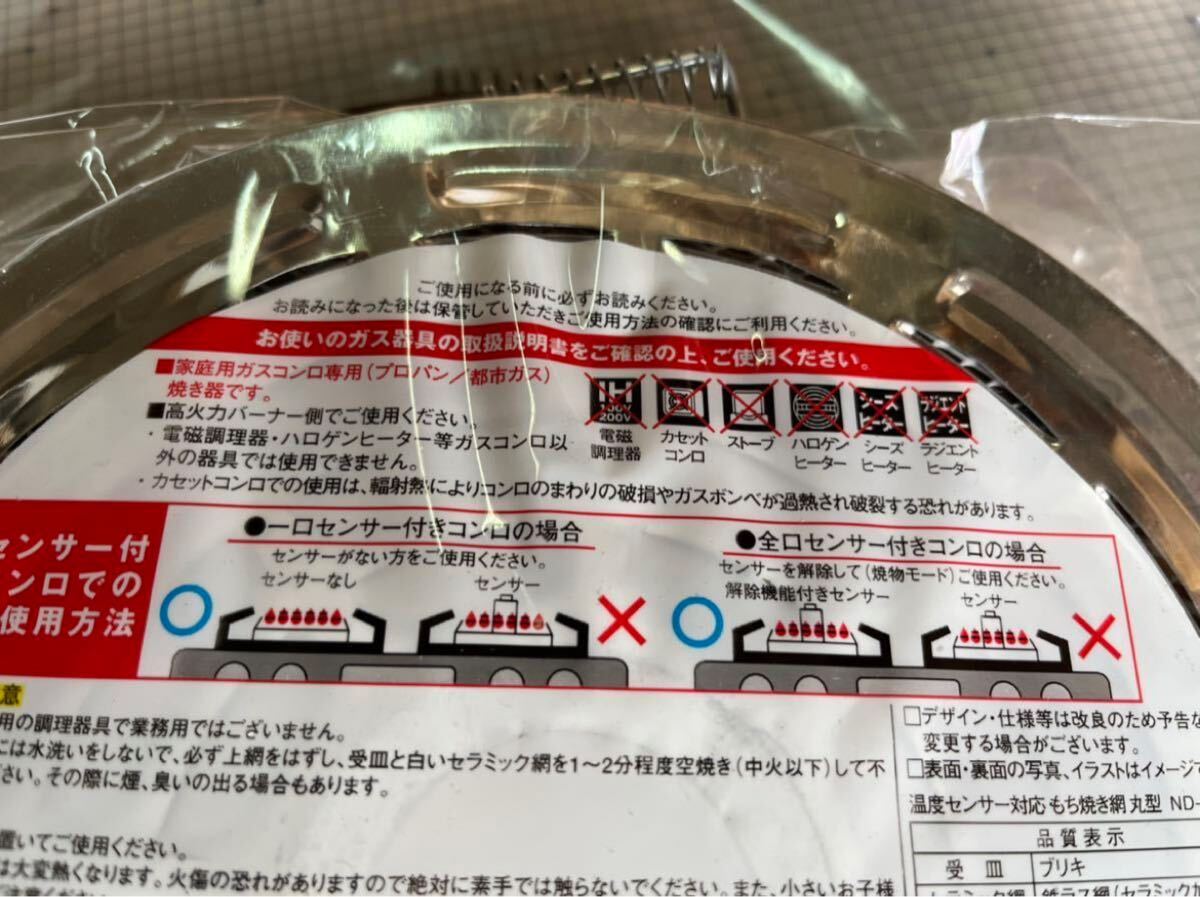 ご使用になる前に必ずお読みください。
お読みになった後は保管していただきご使用方法の確認にご利用ください。
お使いのガス器具の取扱説明書をご確認の上、ご使用ください。
■家庭用ガスコンロ専用(プロパン/都市ガス)
焼き器です。
■高火力バーナー側でご使用ください。
・電磁調理器・ハロゲンヒーター等ガスコンロ以
外の器具では使用できません。
IH
100V
200V
電磁
調理器
カセット
コンロ
ストーブ
ハロゲン
ヒーター
シーズ
ヒーター
シーズ
ヒーター
ラジエント
ヒーター
ラジエント
ヒーター
・カセットコンロでの使用は、輻射熱によりコンロのまわりの破損やガスボンベが過熱され破裂する恐れがあります。
センサー付
ンロでの
使用方法
●一口センサー付きコンロの場合
センサーがない方をご使用ください。
センサーなし
センサー
●全口センサー付きコンロの場合
センサーを解除して(焼物モード)ご使用ください。
解除機能付きセンサー
センサー
意
用の調理器具で業務用ではございません。
には水洗いをしないで、必ず上網をはずし、受皿と白いセラミック網を1〜2分程度空焼き(中火以下)して不
さい。その際に煙、臭いの出る場合もあります。
置いてご使用ください。
は大変熱くなります。火傷の恐れがありますので絶対に素手では触らないでください。また、小さいお子様
□デザイン・仕様等は改良のため予告な
変更する場合がございます。
□表面・裏面の写真、イラストはイメージで
温度センサー対応 もち焼き網 丸型 ND-
品質表示
受 皿 ブリキ